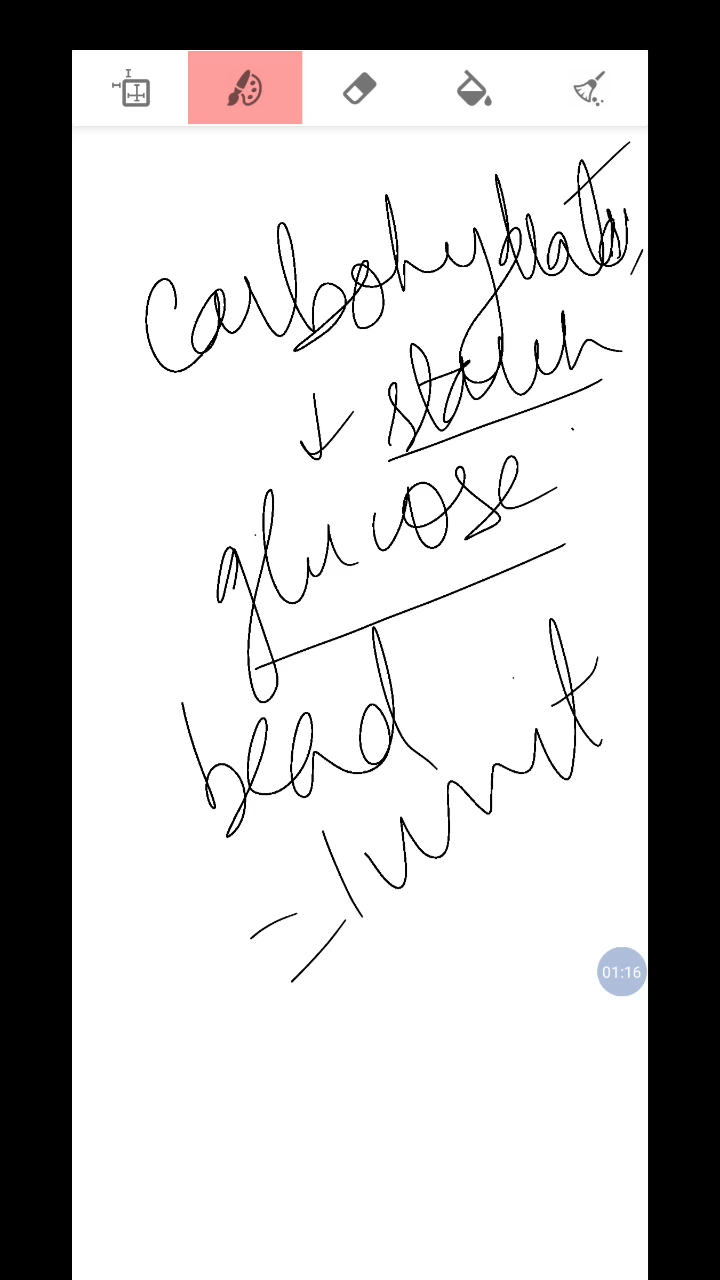 carbohydrate,
↓ starch
glucose
bead
= 1 unit
01:16